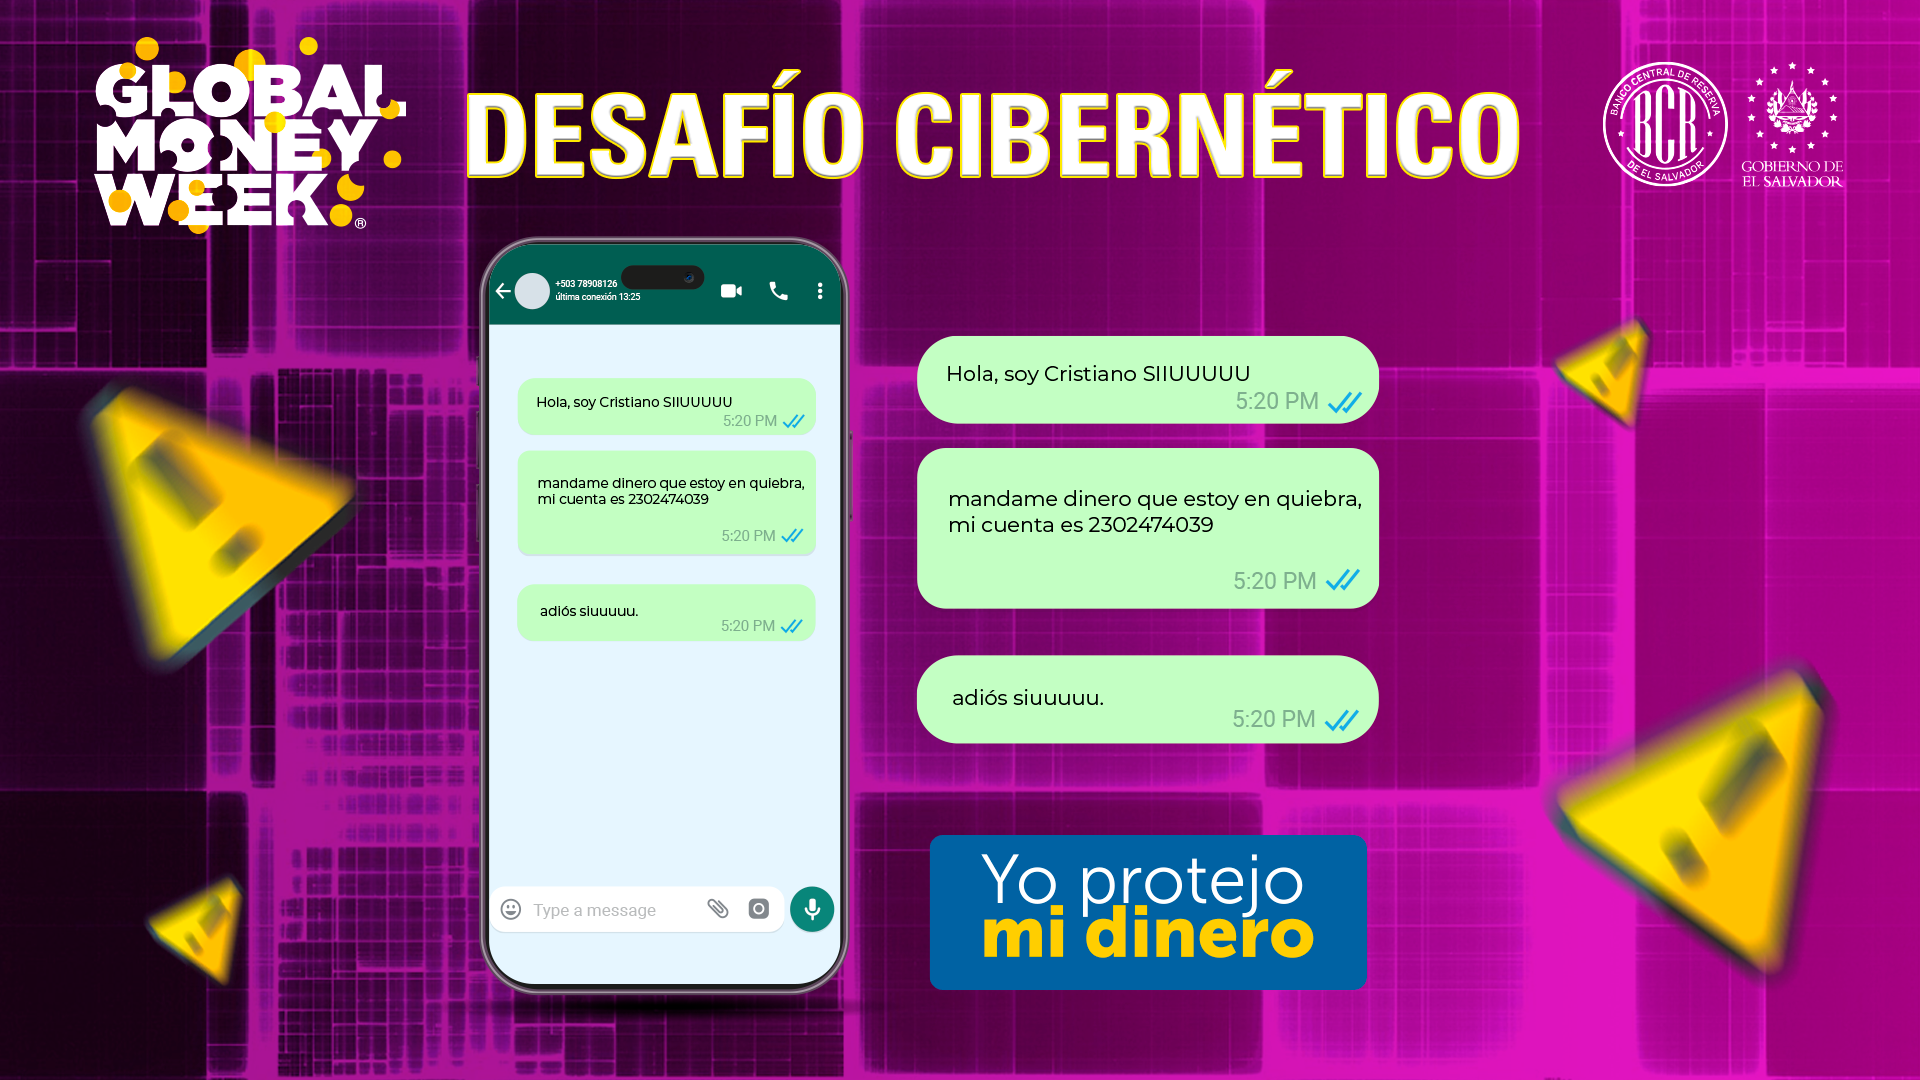 GLOBAL
MONEY
WEEK®
DESAFÍO CIBERNÉTICO
BANCO CENTRAL DE RESERVA
BCR
DE EL SALVADOR
GOBIERNO DE
EL SALVADOR
+503 78908126
última conexión 13:25
Hola, soy Cristiano SIIUUUUU
5:20 PM
mandame dinero que estoy en quiebra,
mi cuenta es 2302474039
5:20 PM
adiós siuuuuu.
5:20 PM
Type a message
Hola, soy Cristiano SIIUUUUU
5:20 PM
mandame dinero que estoy en quiebra,
mi cuenta es 2302474039
5:20 PM
adiós siuuuuu.
5:20 PM
Yo protejo
mi dinero